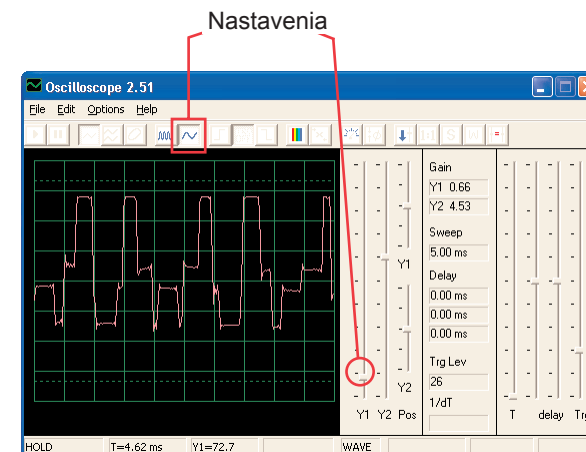 Nastavenia
Oscilloscope 2.51
File Edit Options Help
Gain
Y1 0.66
Y2 4.53
Sweep
5.00 ms
Delay
0.00 ms
0.00 ms
0.00 ms
Trg Lev
26
1/dT
Y1
Y2
Y1 Y2 Pos
T delay Trg
HOLD T=4.62 ms Y1=72.7 WAVE